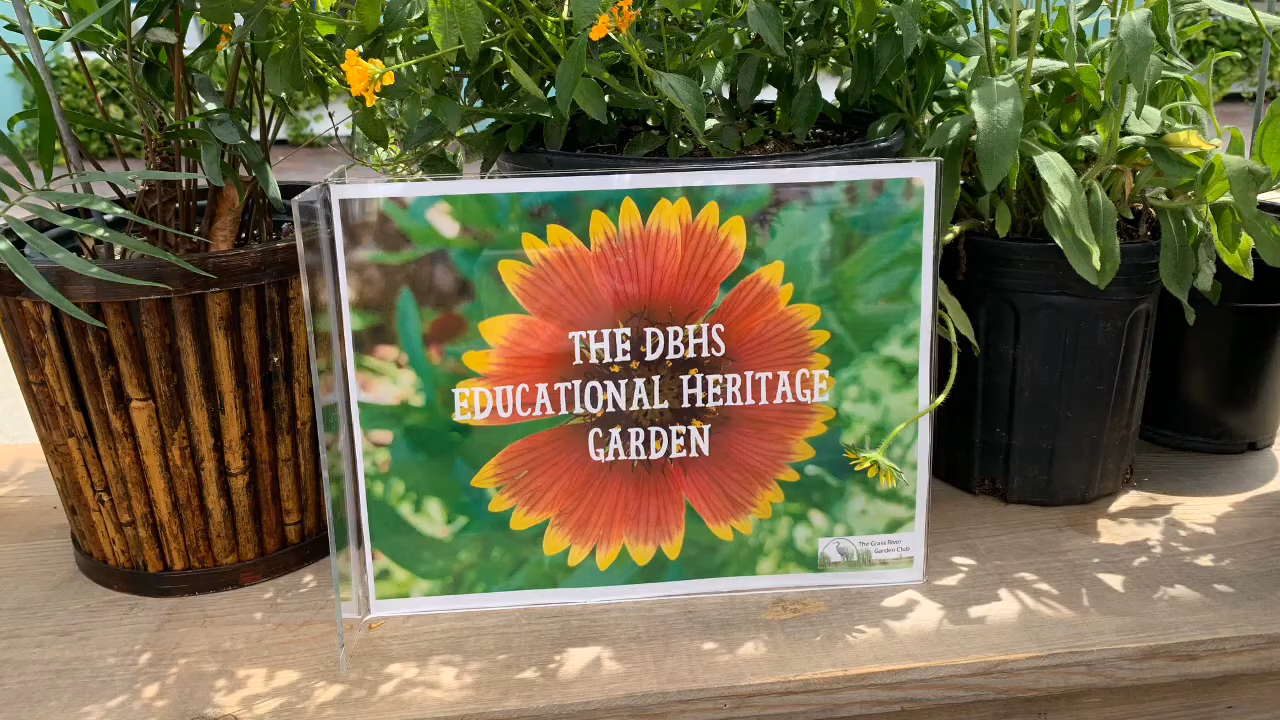 THE DBHS
EDUCATIONAL HERITAGE
GARDEN
The Grass River
Garden Club